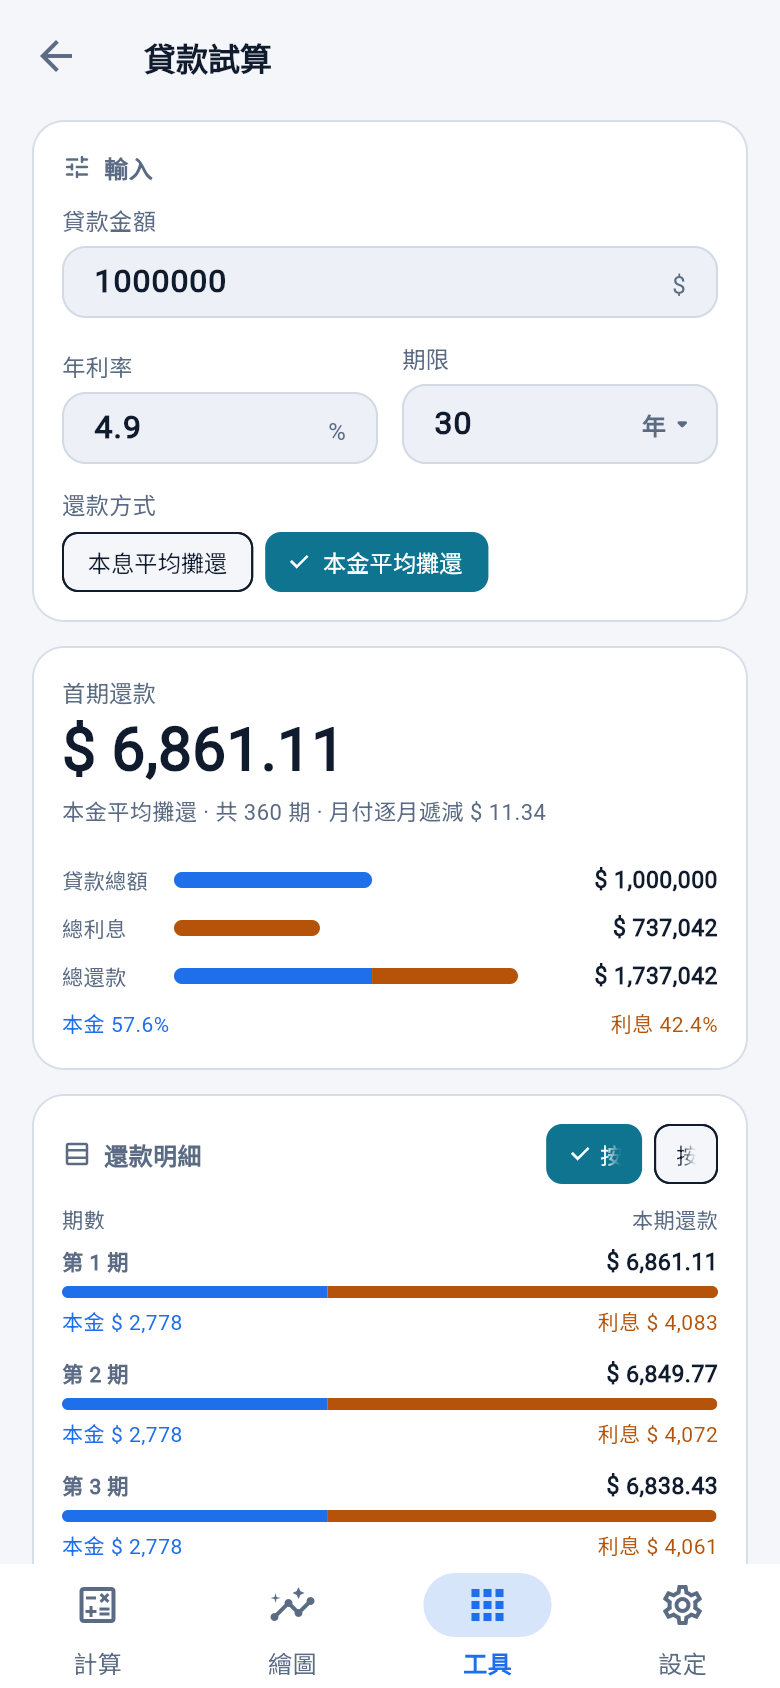 貸款試算
輸入
貸款金額
1000000 $
年利率
4.9 %
期限
30 年
還款方式
本息平均攤還
本金平均攤還
首期還款
$ 6,861.11
本金平均攤還 · 共 360 期 · 月付逐月遞減 $ 11.34
貸款總額 $ 1,000,000
總利息 $ 737,042
總還款 $ 1,737,042
本金 57.6% 利息 42.4%
還款明細
按
按
期數 本期還款
第 1 期 $ 6,861.11
本金 $ 2,778 利息 $ 4,083
第 2 期 $ 6,849.77
本金 $ 2,778 利息 $ 4,072
第 3 期 $ 6,838.43
本金 $ 2,778 利息 $ 4,061
計算
繪圖
工具
設定